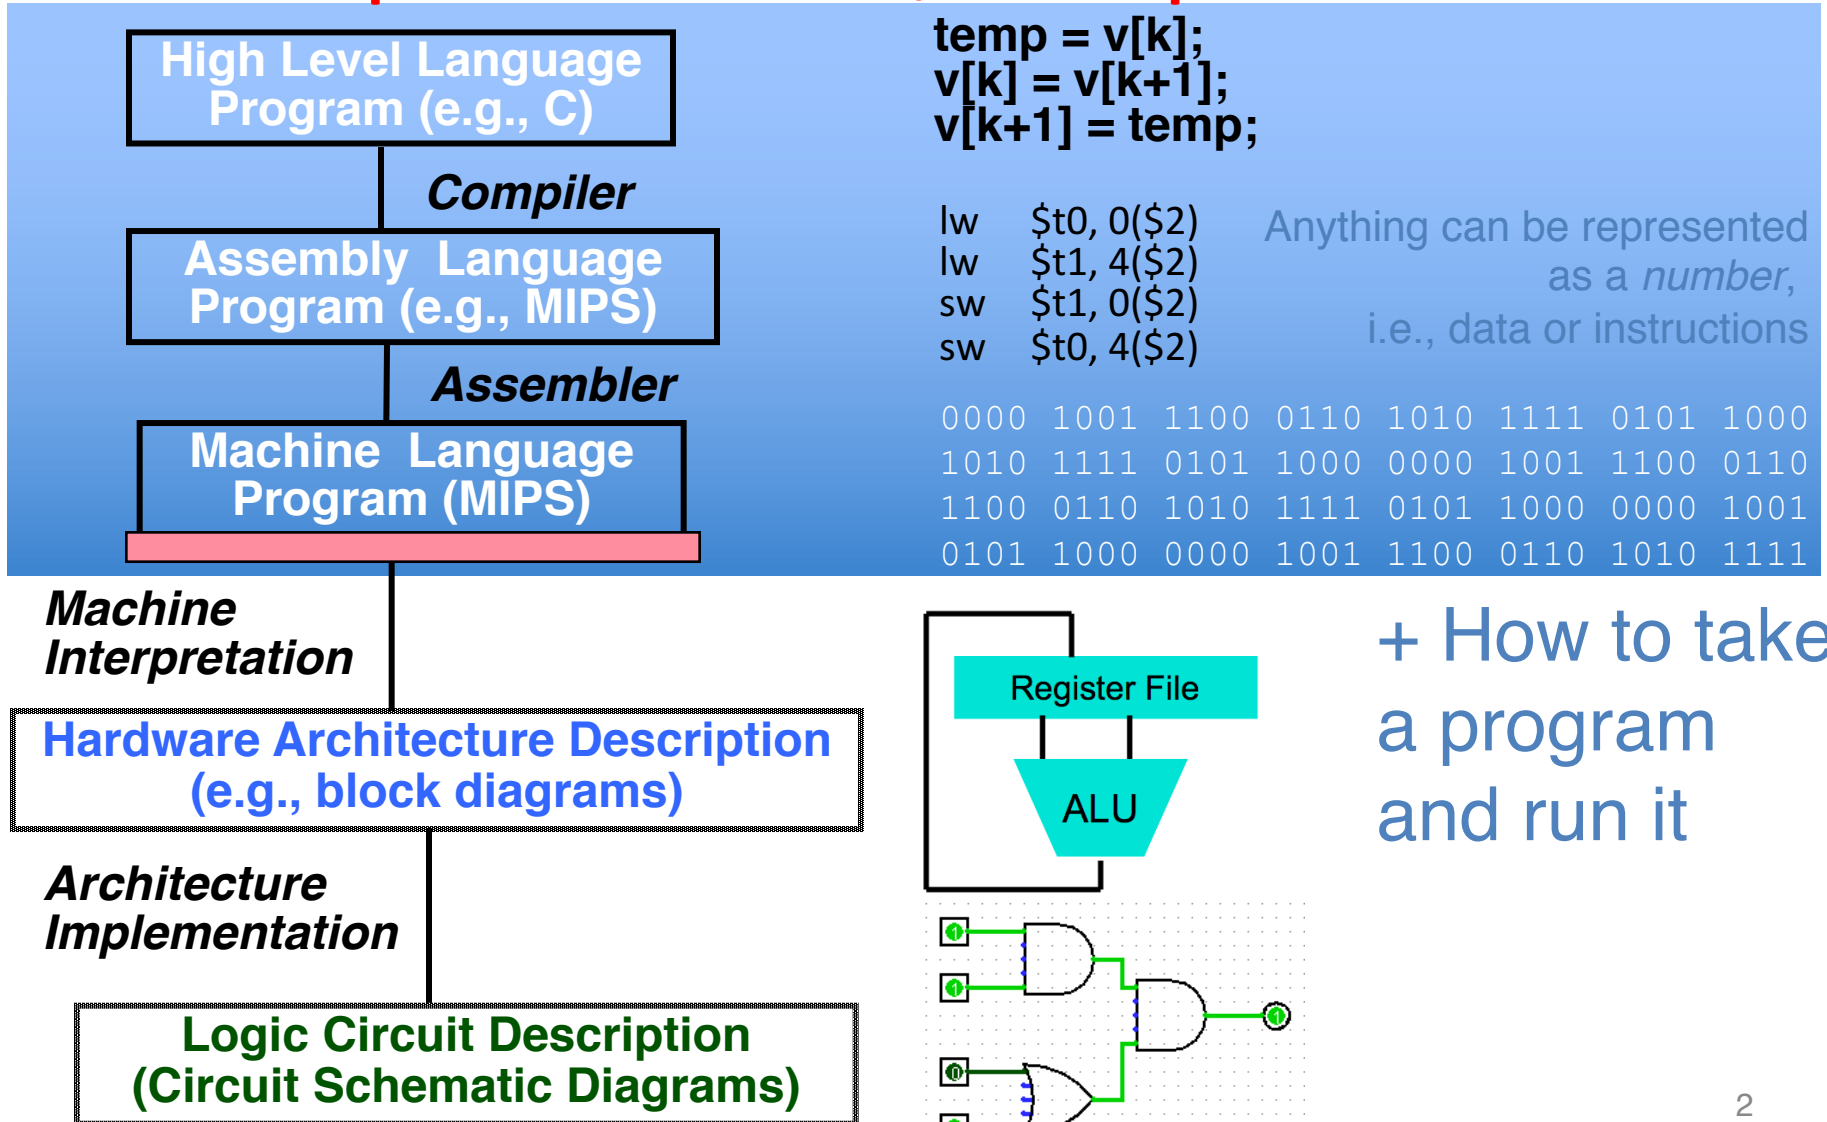 High Level Language
Program (e.g., C)
temp = v[k];
v[k] = v[k+1];
v[k+1] = temp;
Compiler
Assembly Language
Program (e.g., MIPS)
lw $t0, 0($2)
lw $t1, 4($2)
sw $t1, 0($2)
sw $t0, 4($2)
Anything can be represented
as a number,
i.e., data or instructions
Assembler
Machine Language
Program (MIPS)
0000 1001 1100 0110 1010 1111 0101 1000
1010 1111 0101 1000 0000 1001 1100 0110
1100 0110 1010 1111 0101 1000 0000 1001
0101 1000 0000 1001 1100 0110 1010 1111
Machine
Interpretation
Register File
ALU
+ How to take
a program
and run it
Hardware Architecture Description
(e.g., block diagrams)
Architecture
Implementation
1
1
1
0
Logic Circuit Description
(Circuit Schematic Diagrams)
2